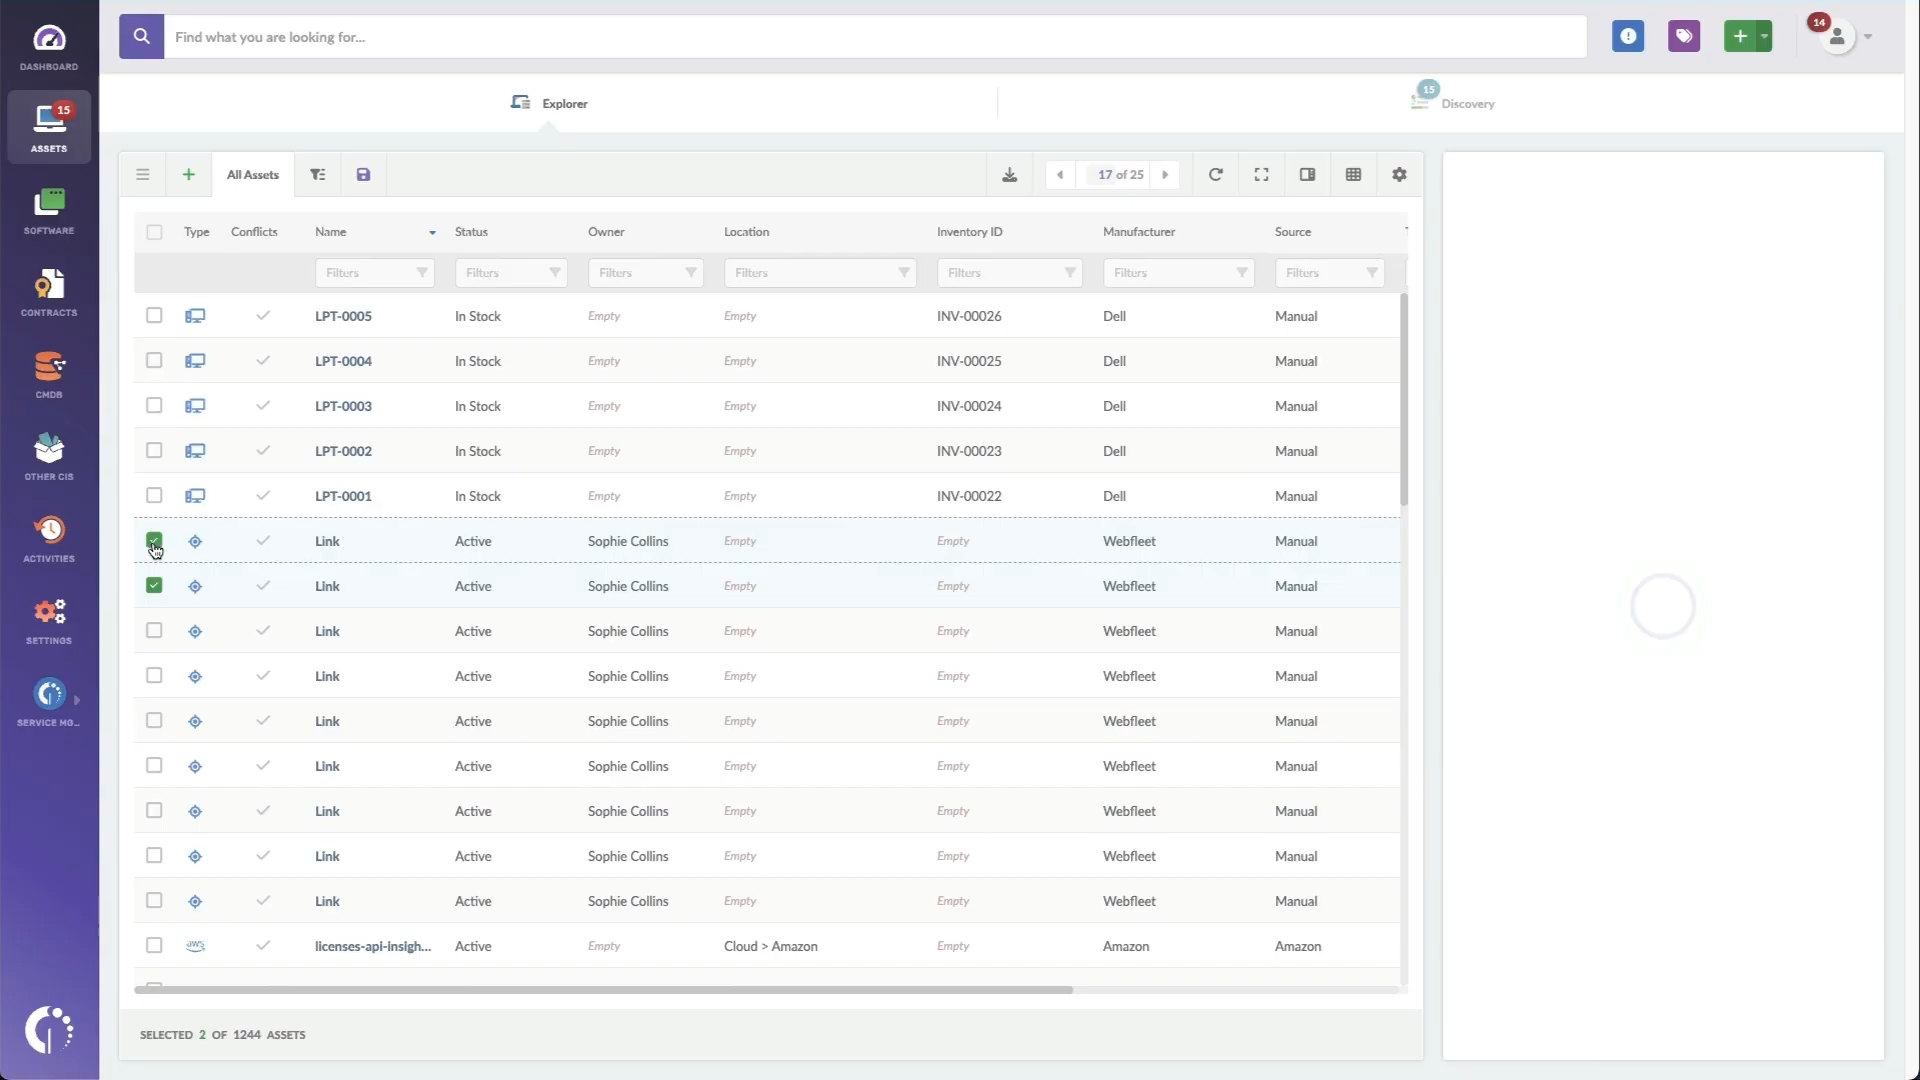 Find what you are looking for...
14
DASHBOARD
15
ASSETS
SOFTWARE
CONTRACTS
CMDB
OTHER CIS
ACTIVITIES
SETTINGS
SERVICE MG...
Explorer
15
Discovery
All Assets
17 of 25
Type Conflicts Name Status Owner Location Inventory ID Manufacturer Source
Filters Filters Filters Filters Filters Filters Filters
LPT-0005 In Stock Empty Empty INV-00026 Dell Manual
LPT-0004 In Stock Empty Empty INV-00025 Dell Manual
LPT-0003 In Stock Empty Empty INV-00024 Dell Manual
LPT-0002 In Stock Empty Empty INV-00023 Dell Manual
LPT-0001 In Stock Empty Empty INV-00022 Dell Manual
Link Active Sophie Collins Empty Empty Webfleet Manual
Link Active Sophie Collins Empty Empty Webfleet Manual
Link Active Sophie Collins Empty Empty Webfleet Manual
Link Active Sophie Collins Empty Empty Webfleet Manual
Link Active Sophie Collins Empty Empty Webfleet Manual
Link Active Sophie Collins Empty Empty Webfleet Manual
Link Active Sophie Collins Empty Empty Webfleet Manual
Link Active Sophie Collins Empty Empty Webfleet Manual
Link Active Sophie Collins Empty Empty Webfleet Manual
aws licenses-api-insigh... Active Empty Cloud > Amazon Empty Amazon Amazon
SELECTED 2 OF 1244 ASSETS